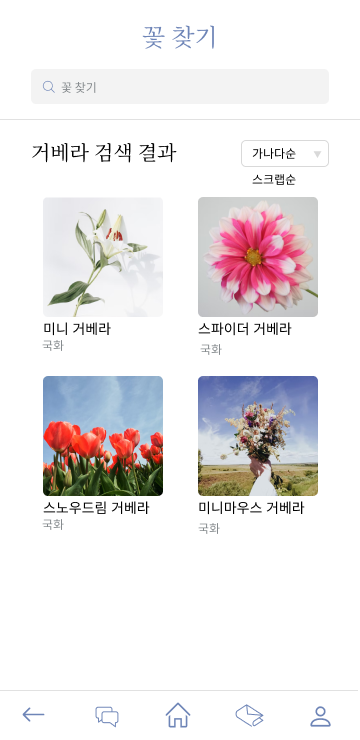 꽃 찾기
꽃 찾기
거베라 검색 결과
가나다순
스크랩순
미니 거베라
국화
스파이더 거베라
국화
스노우드림 거베라
국화
미니마우스 거베라
국화